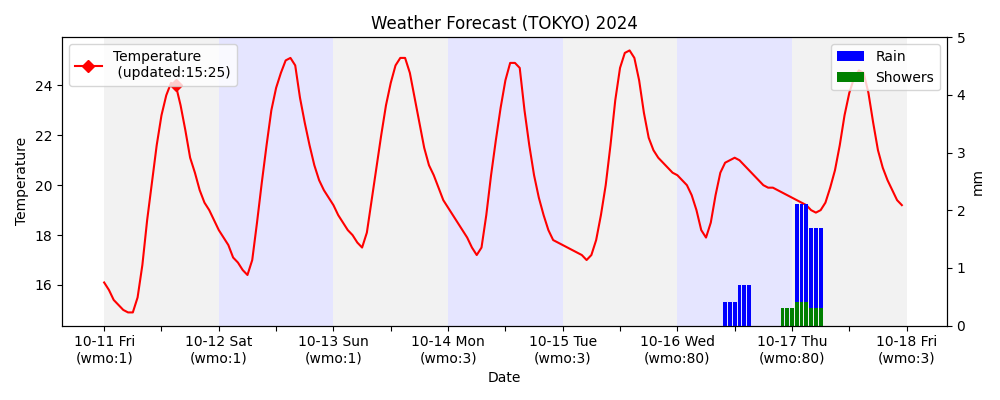 Weather Forecast (TOKYO) 2024
Temperature
(updated:15:25)
Rain
Showers
Temperature
24
22
20
18
16
mm
5
4
3
2
1
0
10-11 Fri
(wmo:1)
10-12 Sat
(wmo:1)
10-13 Sun
(wmo:1)
10-14 Mon
(wmo:3)
10-15 Tue
(wmo:3)
10-16 Wed
(wmo:80)
10-17 Thu
(wmo:80)
10-18 Fri
(wmo:3)
Date